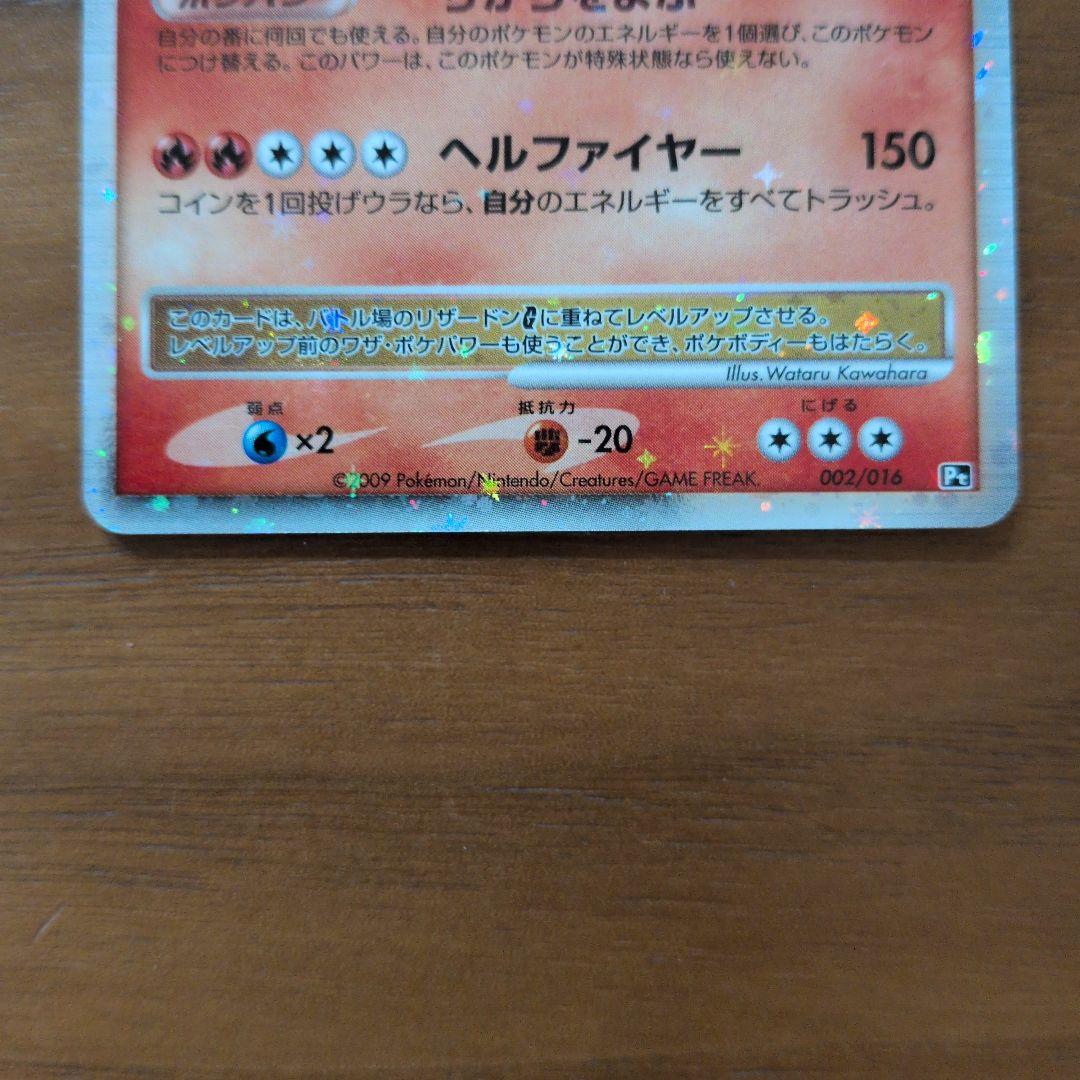 自分の番に何回でも使える。自分のポケモンのエネルギーを1個選び、このポケモン
につけ替える。このパワーは、このポケモンが特殊状態なら使えない。
ヘルファイヤー 150
コインを1回投げウラなら、自分のエネルギーをすべてトラッシュ。
このカードは、バトル場のリザードンGに重ねてレベルアップさせる。
レベルアップ前のワザ・ポケパワーも使うことができ、ポケボディーもはたらく。
Illus. Wataru Kawahara
弱点 抵抗力 にげる
×2 -20
©2009 Pokémon/Nintendo/Creatures/GAME FREAK. 002/016 Pt